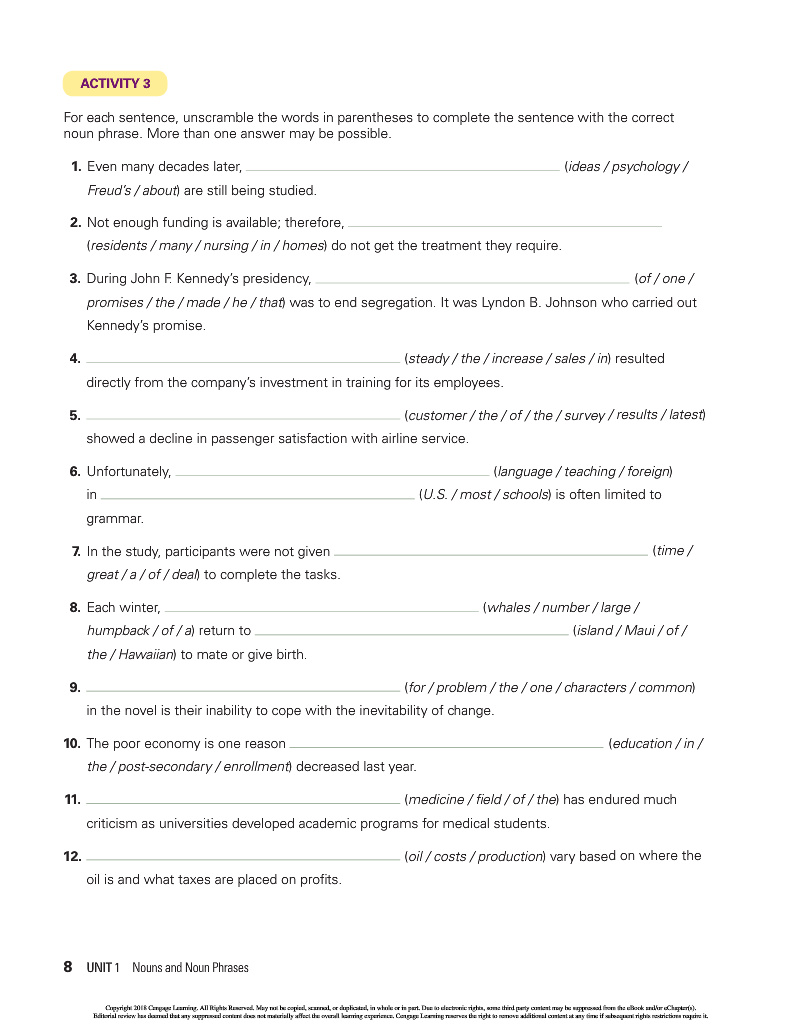 ACTIVITY 3
For each sentence, unscramble the words in parentheses to complete the sentence with the correct
noun phrase. More than one answer may be possible.
1. Even many decades later, (ideas / psychology /
Freud's / about) are still being studied.
2. Not enough funding is available; therefore,
(residents / many / nursing / in / homes) do not get the treatment they require.
3. During John F. Kennedy's presidency, (of / one /
promises / the / made / he / that) was to end segregation. It was Lyndon B. Johnson who carried out
Kennedy's promise.
4. (steady / the / increase / sales / in) resulted
directly from the company's investment in training for its employees.
5. (customer / the / of / the / survey / results / latest)
showed a decline in passenger satisfaction with airline service.
6. Unfortunately, (language / teaching / foreign)
in (U.S. / most / schools) is often limited to
grammar.
7. In the study, participants were not given (time /
great / a / of / deal) to complete the tasks.
8. Each winter, (whales / number / large /
humpback / of / a) return to (island / Maui / of /
the / Hawaiian) to mate or give birth.
9. (for / problem / the / one / characters / common)
in the novel is their inability to cope with the inevitability of change.
10. The poor economy is one reason (education / in /
the / post-secondary / enrollment) decreased last year.
11. (medicine / field / of / the) has endured much
criticism as universities developed academic programs for medical students.
12. (oil / costs / production) vary based on where the
oil is and what taxes are placed on profits.
8 UNIT 1 Nouns and Noun Phrases
Copyright 2018 Cengage Learning. All Rights Reserved. May not be copied, scanned, or duplicated, in whole or in part. Due to electronic rights, some third party content may be suppressed from the eBook and/or eChapter(s).
Editorial review has deemed that any suppressed content does not materially affect the overall learning experience. Cengage Learning reserves the right to remove additional content at any time if subsequent rights restrictions require it.